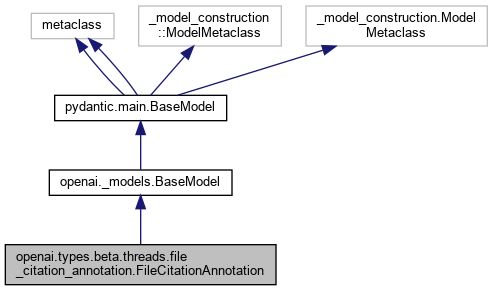 metaclass
_model_construction
::ModelMetaclass
_model_construction.Model
Metaclass
pydantic.main.BaseModel
openai._models.BaseModel
openai.types.beta.threads.file
_citation_annotation.FileCitationAnnotation